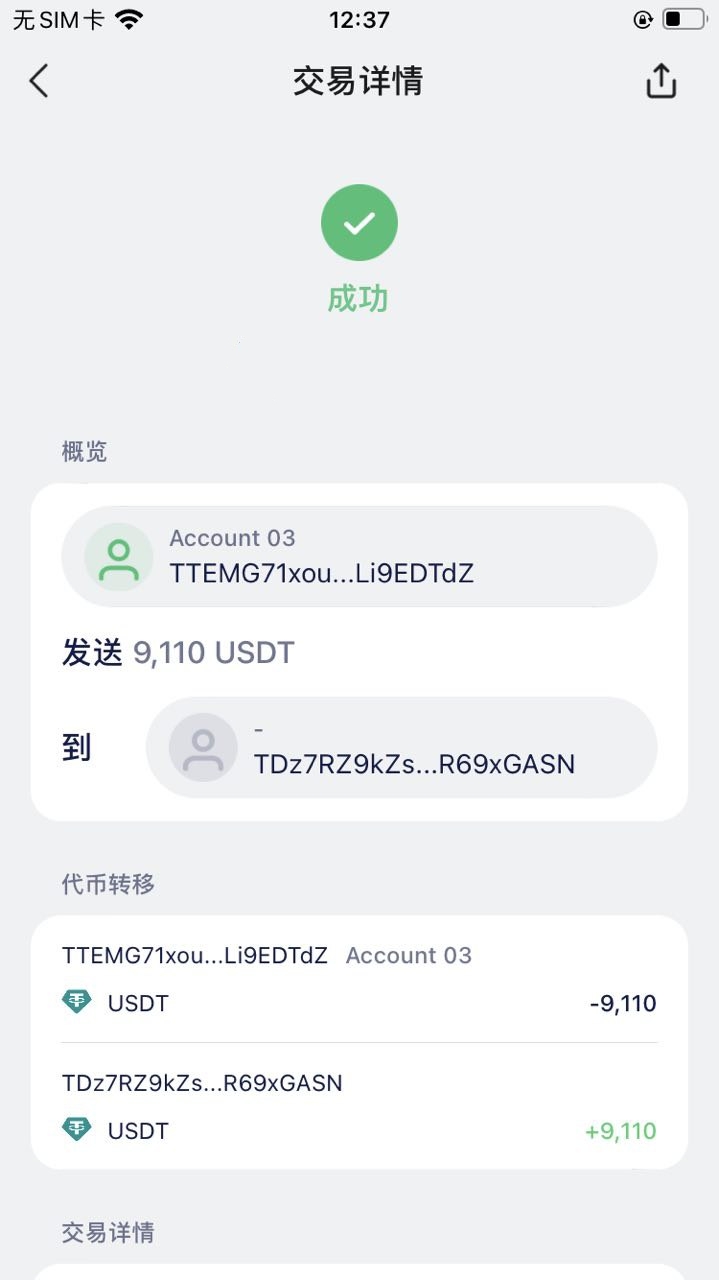 无SIM卡 12:37
交易详情
成功
概览
Account 03
TTEMG71xou...Li9EDTdZ
发送 9,110 USDT
到
-
TDz7RZ9kZs...R69xGASN
代币转移
TTEMG71xou...Li9EDTdZ Account 03
USDT -9,110
TDz7RZ9kZs...R69xGASN
USDT +9,110
交易详情